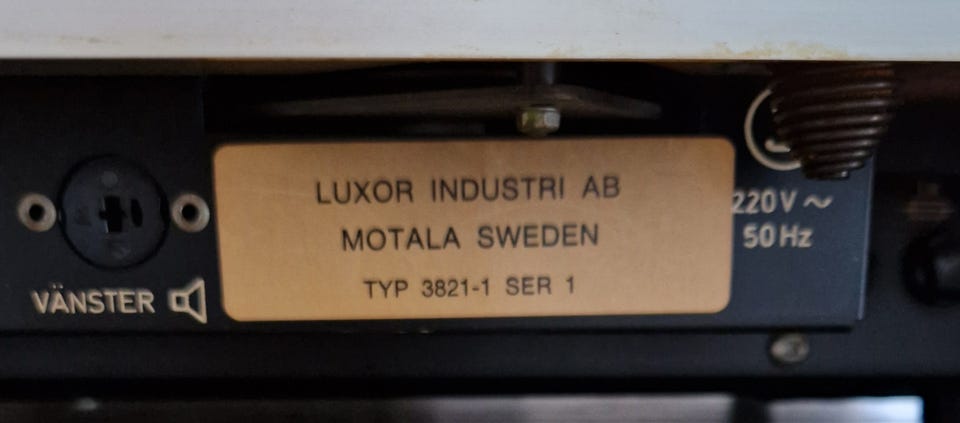 LUXOR INDUSTRI AB
MOTALA SWEDEN
TYP 3821-1 SER 1
VÄNSTER
220V ~
50Hz